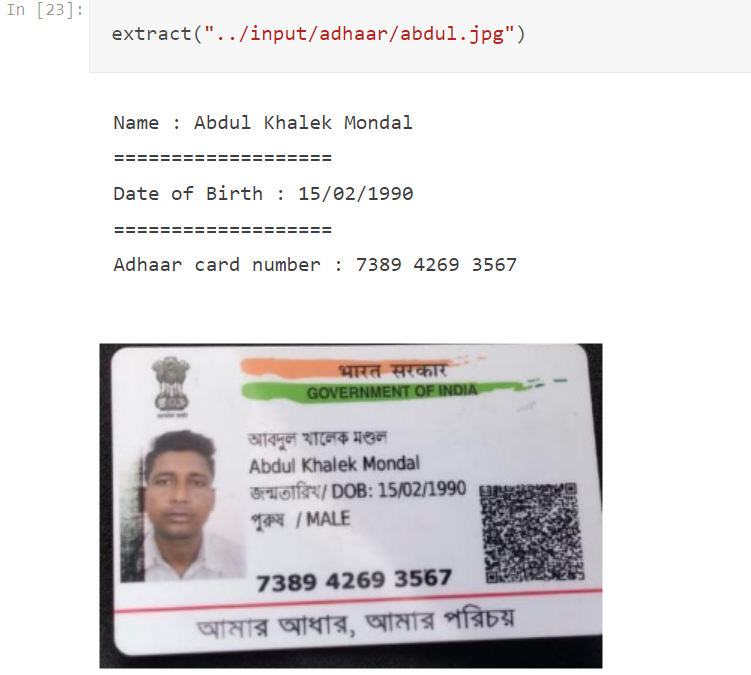 In [23]:
extract("../input/adhaar/abdul.jpg")
Name : Abdul Khalek Mondal
===================
Date of Birth : 15/02/1990
===================
Adhaar card number : 7389 4269 3567
भारत सरकार
GOVERNMENT OF INDIA
আবদুল খালেক মণ্ডল
Abdul Khalek Mondal
জন্মতারিখ/ DOB: 15/02/1990
পুরুষ / MALE
7389 4269 3567
আমার আধার, আমার পরিচয়